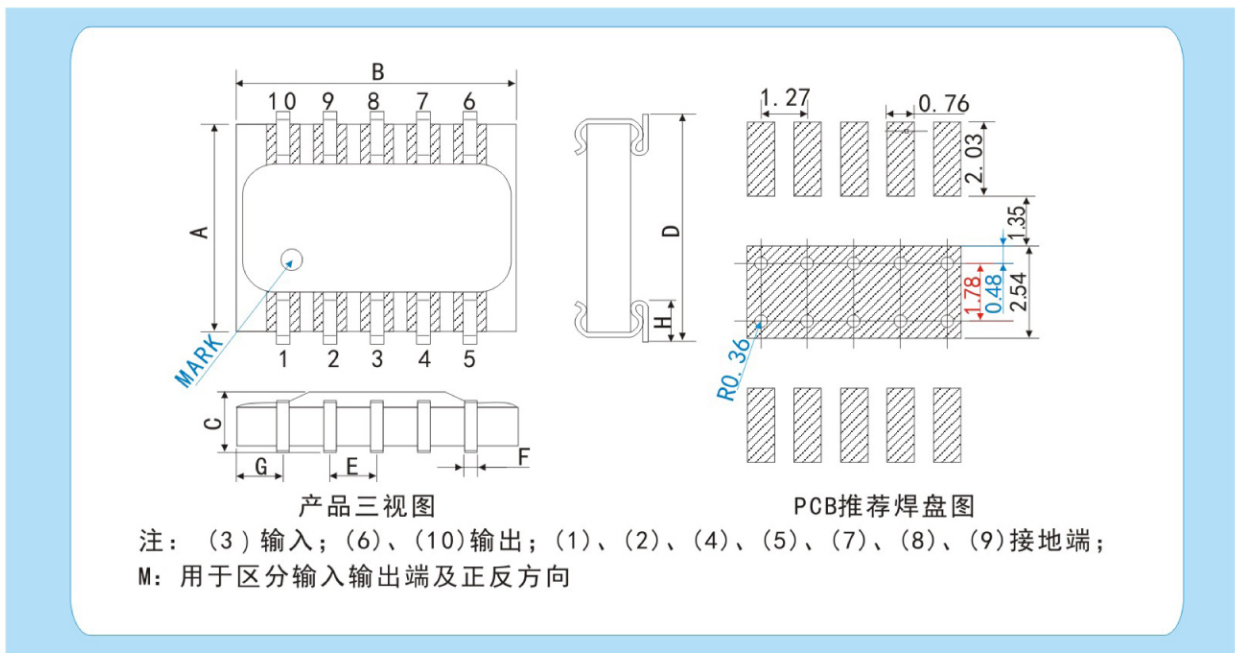 B
10 9 8 7 6
A
MARK
1 2 3 4 5
C
G
E
F
D
H
1.27
0.76
2.03
1.35
1.78
0.48
2.54
R0.36
产品三视图
PCB推荐焊盘图
注: (3)输入; (6)、(10)输出; (1)、(2)、(4)、(5)、(7)、(8)、(9)接地端;
M: 用于区分输入输出端及正反方向